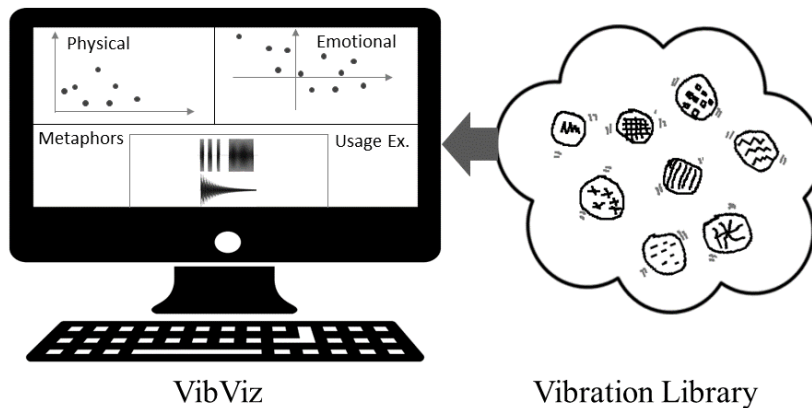 Physical
Emotional
Metaphors
Usage Ex.
VibViz
Vibration Library